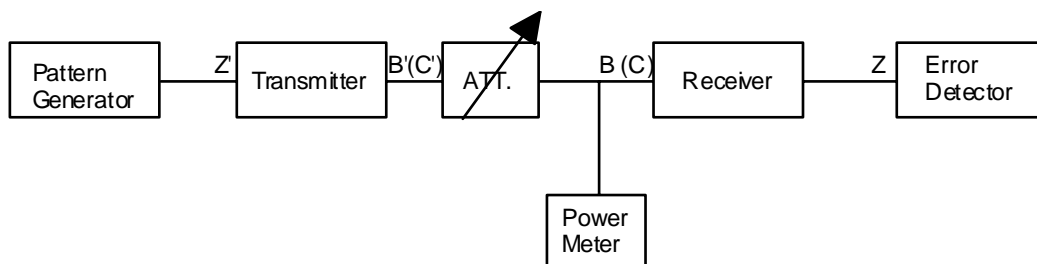 Pattern
Generator
Z'
Transmitter
B'(C')
ATT.
B (C)
Receiver
Z
Error
Detector
Power
Meter